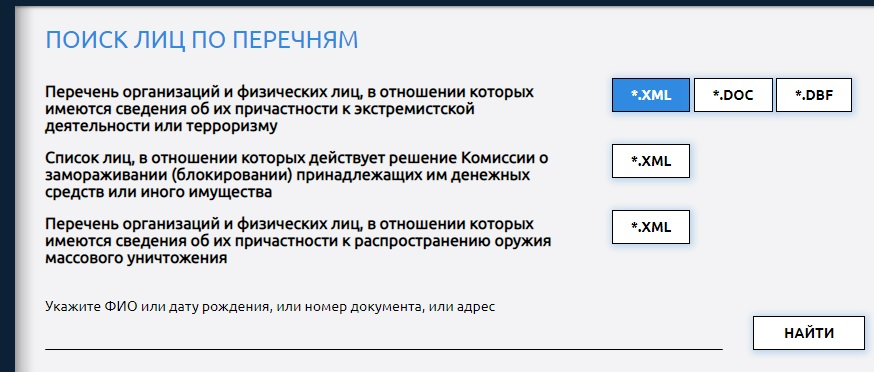 ПОИСК ЛИЦ ПО ПЕРЕЧНЯМ
Перечень организаций и физических лиц, в отношении которых
имеются сведения об их причастности к экстремистской
деятельности или терроризму
*.XML *.DOC *.DBF
Список лиц, в отношении которых действует решение Комиссии о
замораживании (блокировании) принадлежащих им денежных
средств или иного имущества
*.XML
Перечень организаций и физических лиц, в отношении которых
имеются сведения об их причастности к распространению оружия
массового уничтожения
*.XML
Укажите ФИО или дату рождения, или номер документа, или адрес
НАЙТИ